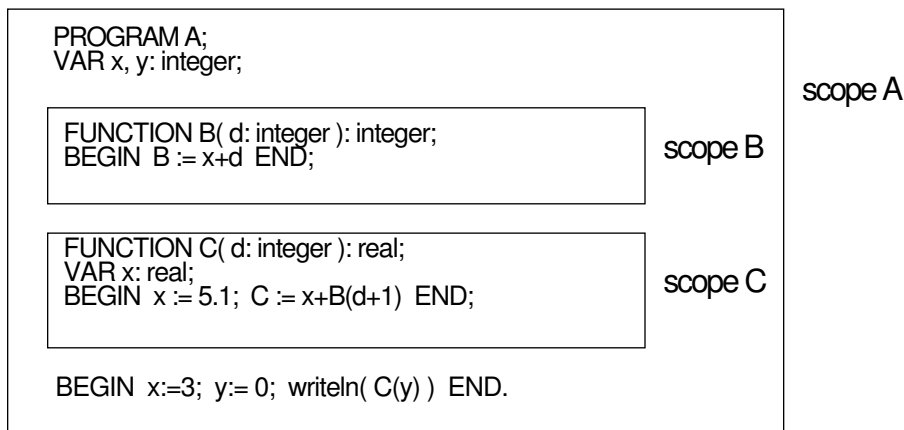 PROGRAM A;
VAR x, y: integer;
scope A
FUNCTION B( d: integer ): integer;
BEGIN B := x+d END;
scope B
FUNCTION C( d: integer ): real;
VAR x: real;
BEGIN x := 5.1; C := x+B(d+1) END;
scope C
BEGIN x:=3; y:= 0; writeln( C(y) ) END.